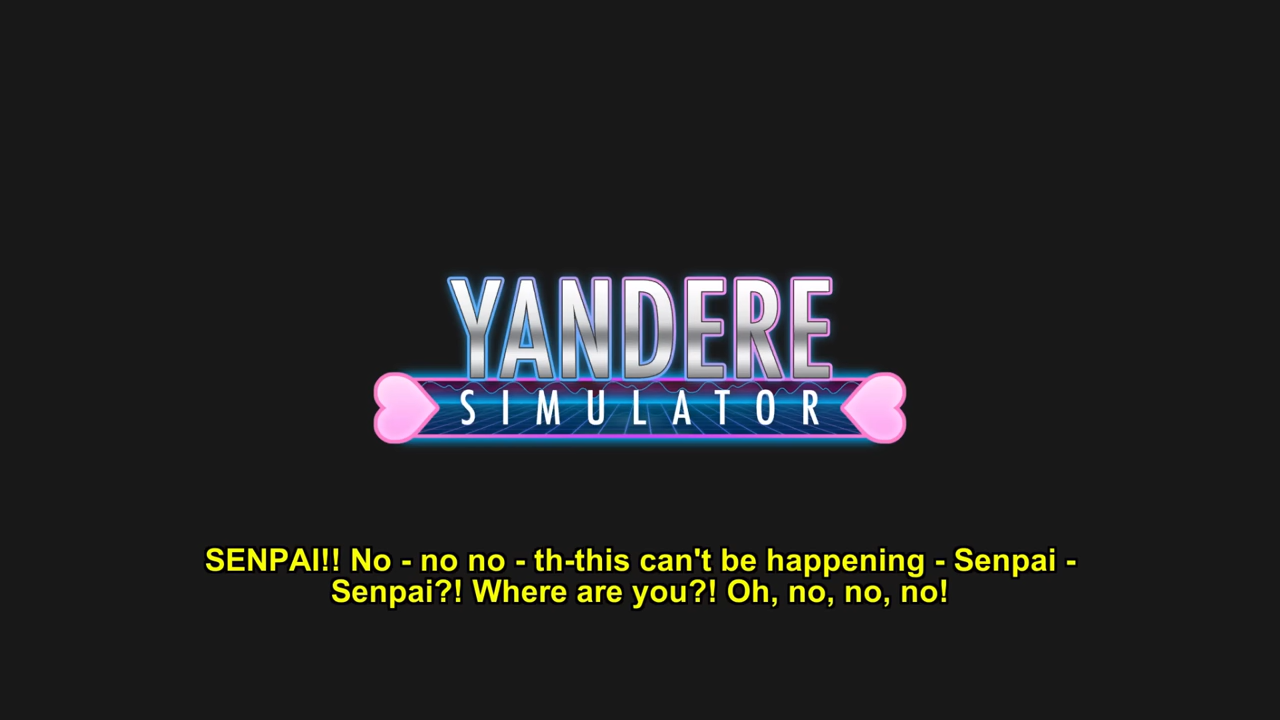 YANDERE
SIMULATOR
SENPAI!! No - no no - th-this can't be happening - Senpai -
Senpai?! Where are you?! Oh, no, no, no!